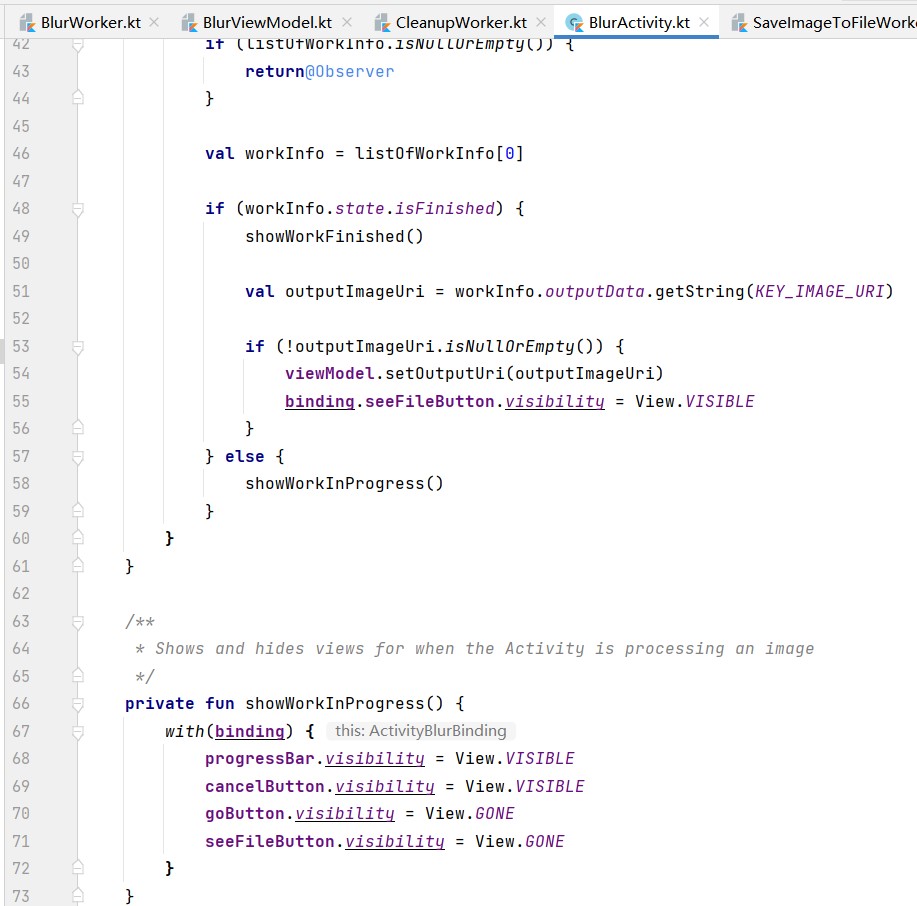 BlurWorker.kt BlurViewModel.kt CleanupWorker.kt BlurActivity.kt SaveImageToFileWorke
42 if (listOfWorkInfo.isNullOrEmpty()) {
43 return@Observer
44 }
45
46 val workInfo = listOfWorkInfo[0]
47
48 if (workInfo.state.isFinished) {
49 showWorkFinished()
50
51 val outputImageUri = workInfo.outputData.getString(KEY_IMAGE_URI)
52
53 if (!outputImageUri.isNullOrEmpty()) {
54 viewModel.setOutputUri(outputImageUri)
55 binding.seeFileButton.visibility = View.VISIBLE
56 }
57 } else {
58 showWorkInProgress()
59 }
60 }
61 }
62
63 /**
64 * Shows and hides views for when the Activity is processing an image
65 */
66 private fun showWorkInProgress() {
67 with(binding) { this: ActivityBlurBinding
68 progressBar.visibility = View.VISIBLE
69 cancelButton.visibility = View.VISIBLE
70 goButton.visibility = View.GONE
71 seeFileButton.visibility = View.GONE
72 }
73 }